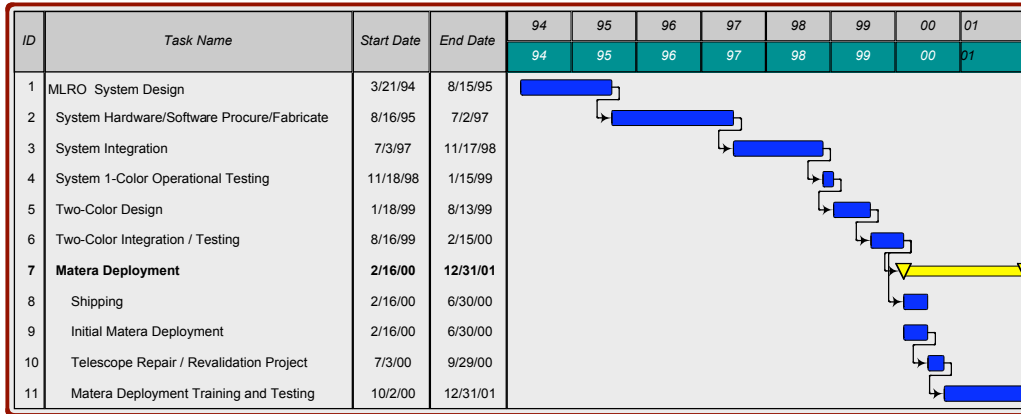 ID Task Name Start Date End Date 94 95 96 97 98 99 00 01
94 95 96 97 98 99 00 01
1 MLRO System Design 3/21/94 8/15/95
2 System Hardware/Software Procure/Fabricate 8/16/95 7/2/97
3 System Integration 7/3/97 11/17/98
4 System 1-Color Operational Testing 11/18/98 1/15/99
5 Two-Color Design 1/18/99 8/13/99
6 Two-Color Integration / Testing 8/16/99 2/15/00
7 Matera Deployment 2/16/00 12/31/01
8 Shipping 2/16/00 6/30/00
9 Initial Matera Deployment 2/16/00 6/30/00
10 Telescope Repair / Revalidation Project 7/3/00 9/29/00
11 Matera Deployment Training and Testing 10/2/00 12/31/01